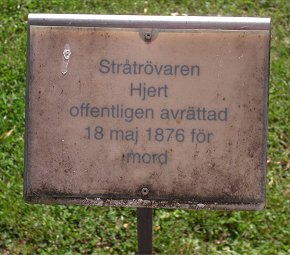 Stråtrövaren
Hjert
offentligen avrättad
18 maj 1876 för
mord